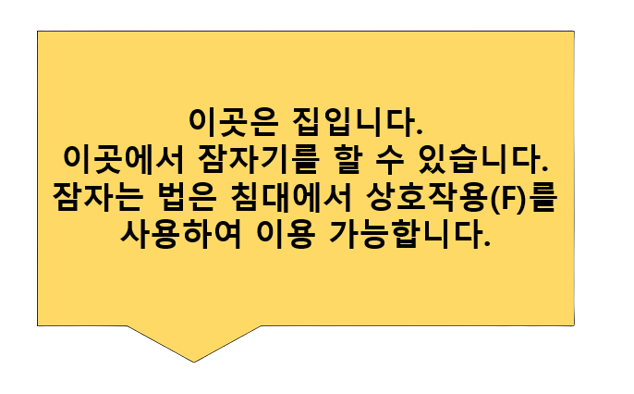 이곳은 집입니다.
이곳에서 잠자기를 할 수 있습니다.
잠자는 법은 침대에서 상호작용(F)를
사용하여 이용 가능합니다.